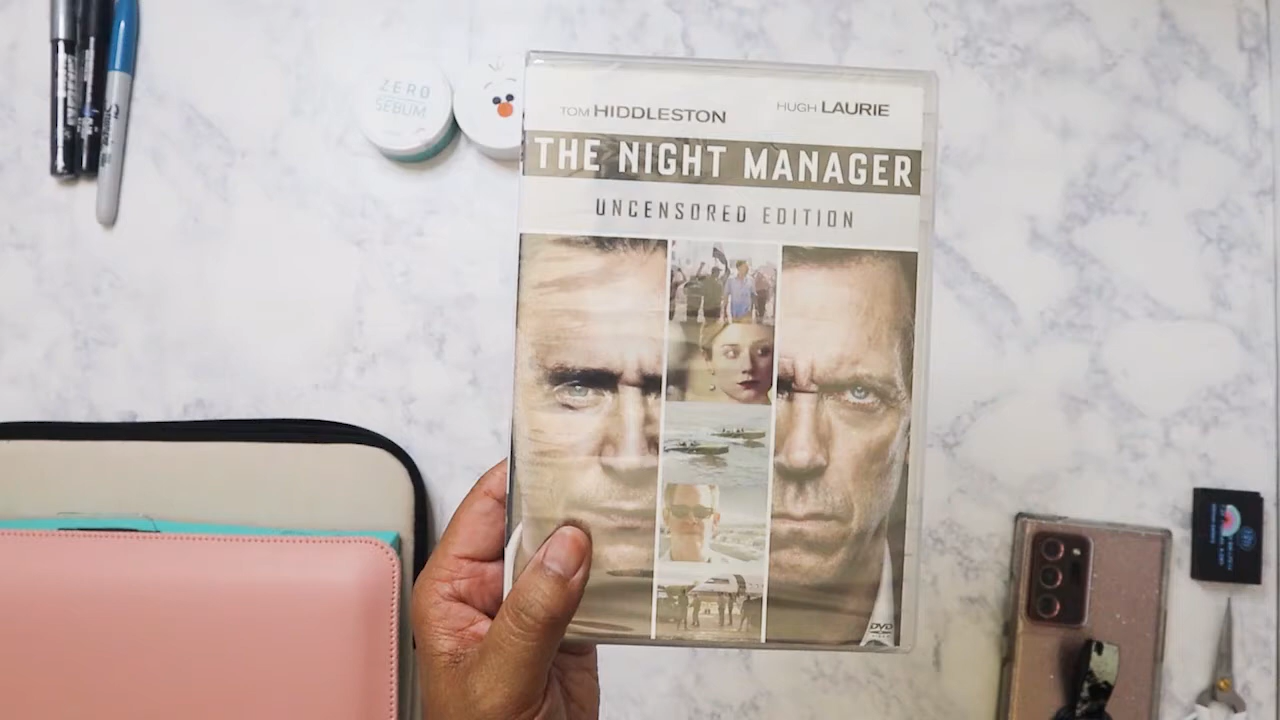 ZERO
SEBUM
TOM HIDDLESTON
HUGH LAURIE
THE NIGHT MANAGER
UNCENSORED EDITION
DVD